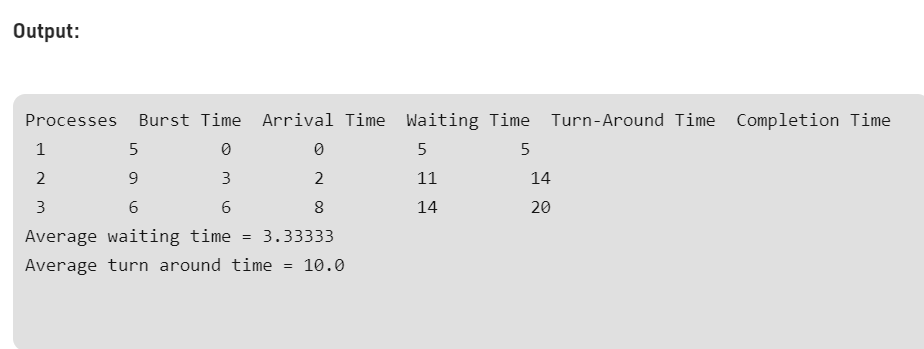 Output:
Processes Burst Time Arrival Time Waiting Time Turn-Around Time Completion Time
1 5 0 0 5 5
2 9 3 2 11 14
3 6 6 8 14 20
Average waiting time = 3.33333
Average turn around time = 10.0